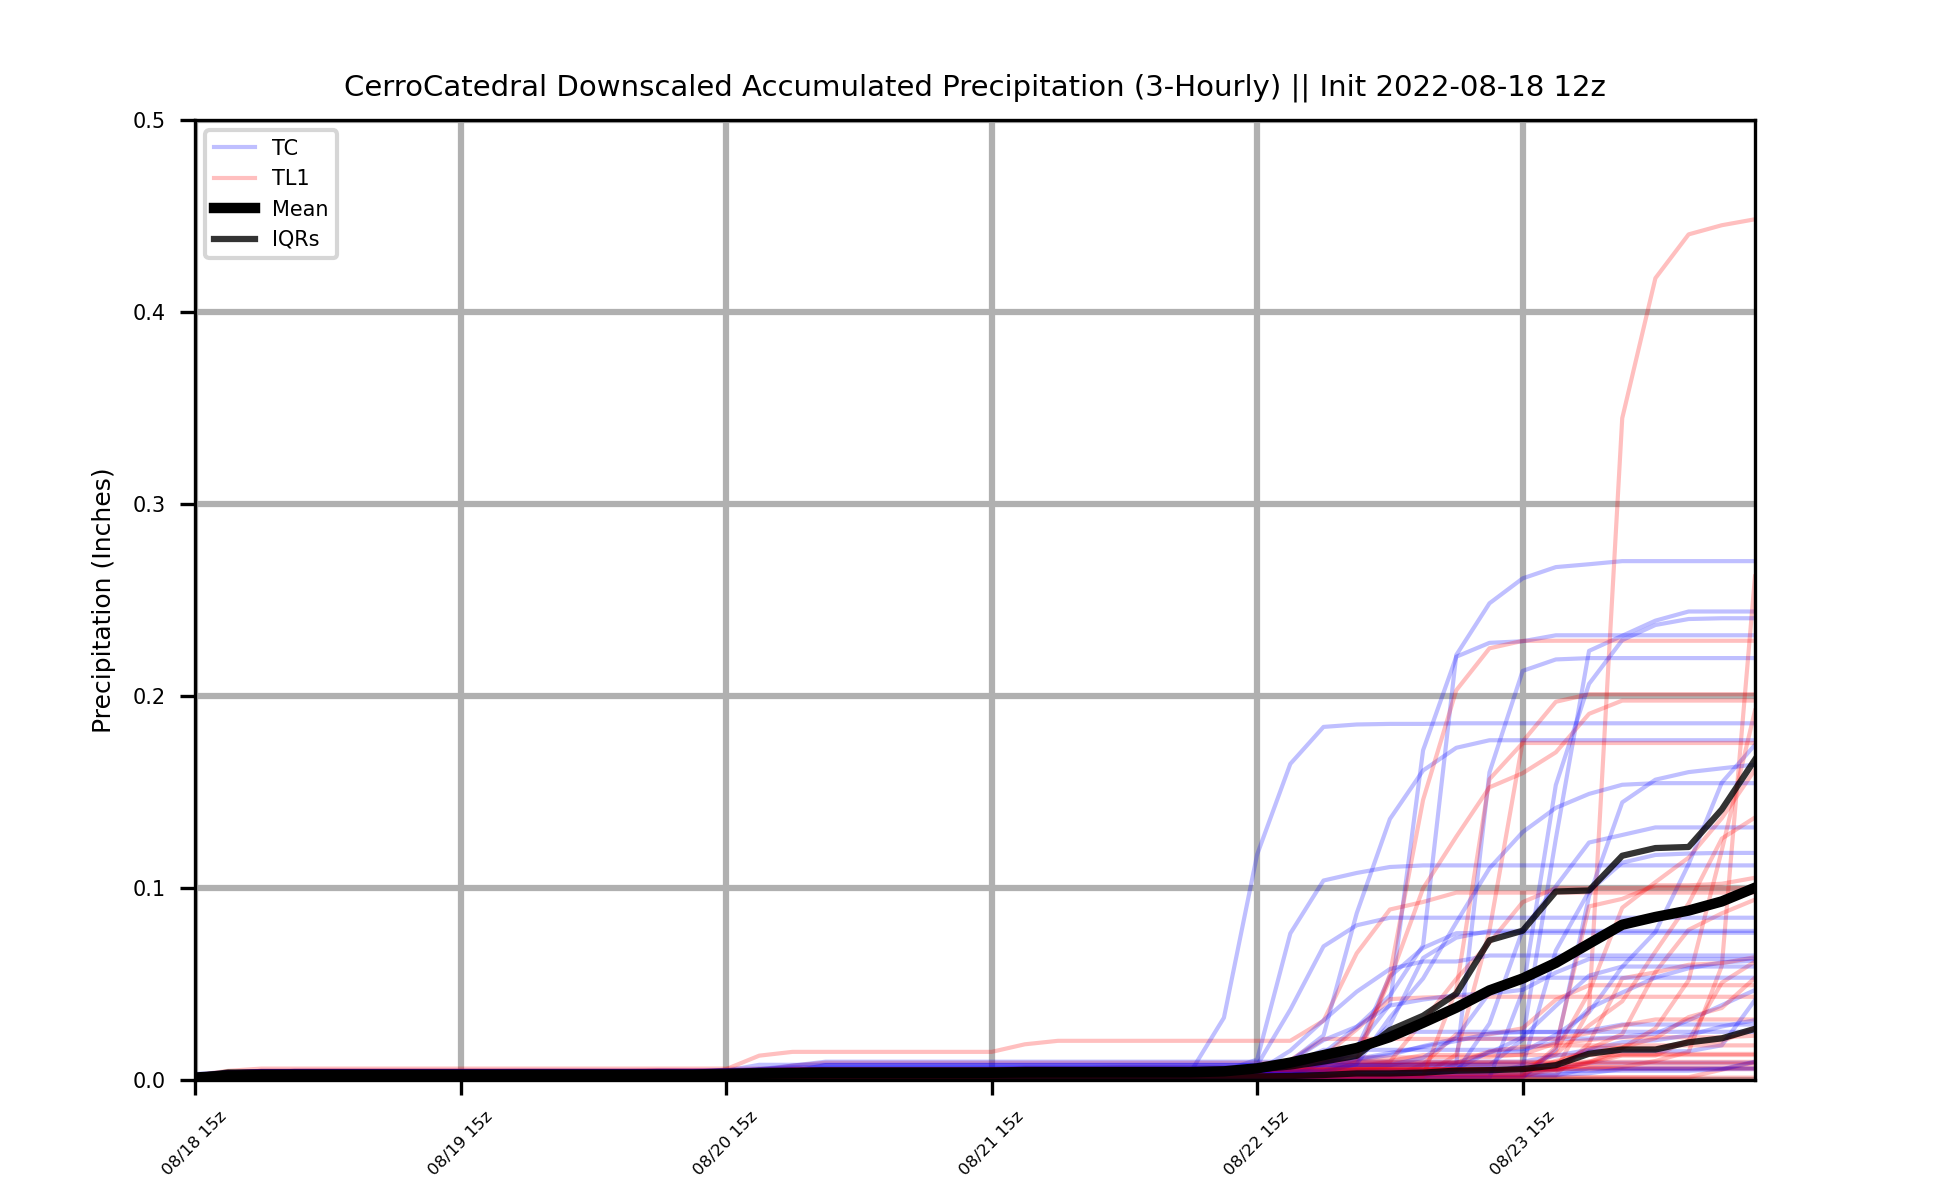 CerroCatedral Downscaled Accumulated Precipitation (3-Hourly) || Init 2022-08-18 12z
TC
TL1
Mean
IQRs
Precipitation (Inches)
0.5
0.4
0.3
0.2
0.1
0.0
08/18 15z
08/19 15z
08/20 15z
08/21 15z
08/22 15z
08/23 15z